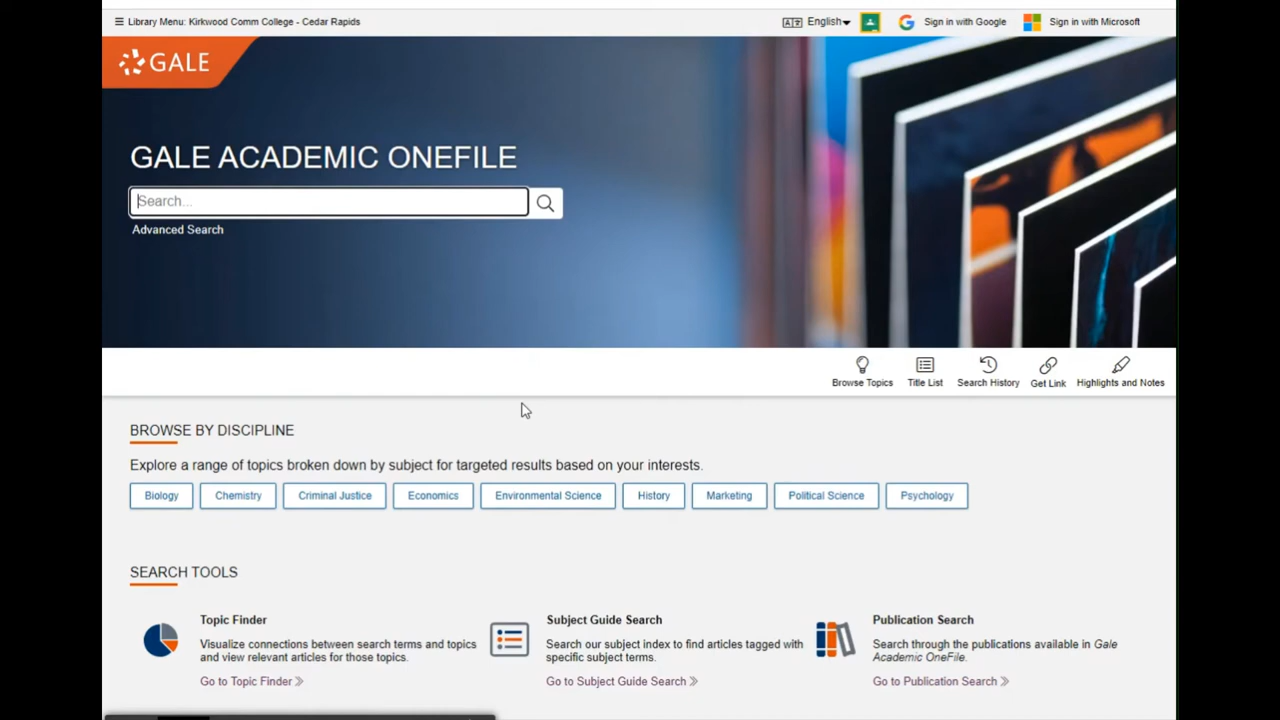 Library Menu: Kirkwood Comm College - Cedar Rapids
English
Sign in with Google
Sign in with Microsoft
GALE
GALE ACADEMIC ONEFILE
Search...
Advanced Search
Browse Topics
Title List
Search History
Get Link
Highlights and Notes
BROWSE BY DISCIPLINE
Explore a range of topics broken down by subject for targeted results based on your interests.
Biology
Chemistry
Criminal Justice
Economics
Environmental Science
History
Marketing
Political Science
Psychology
SEARCH TOOLS
Topic Finder
Visualize connections between search terms and topics
and view relevant articles for those topics.
Go to Topic Finder
Subject Guide Search
Search our subject index to find articles tagged with
specific subject terms.
Go to Subject Guide Search
Publication Search
Search through the publications available in Gale
Academic OneFile.
Go to Publication Search